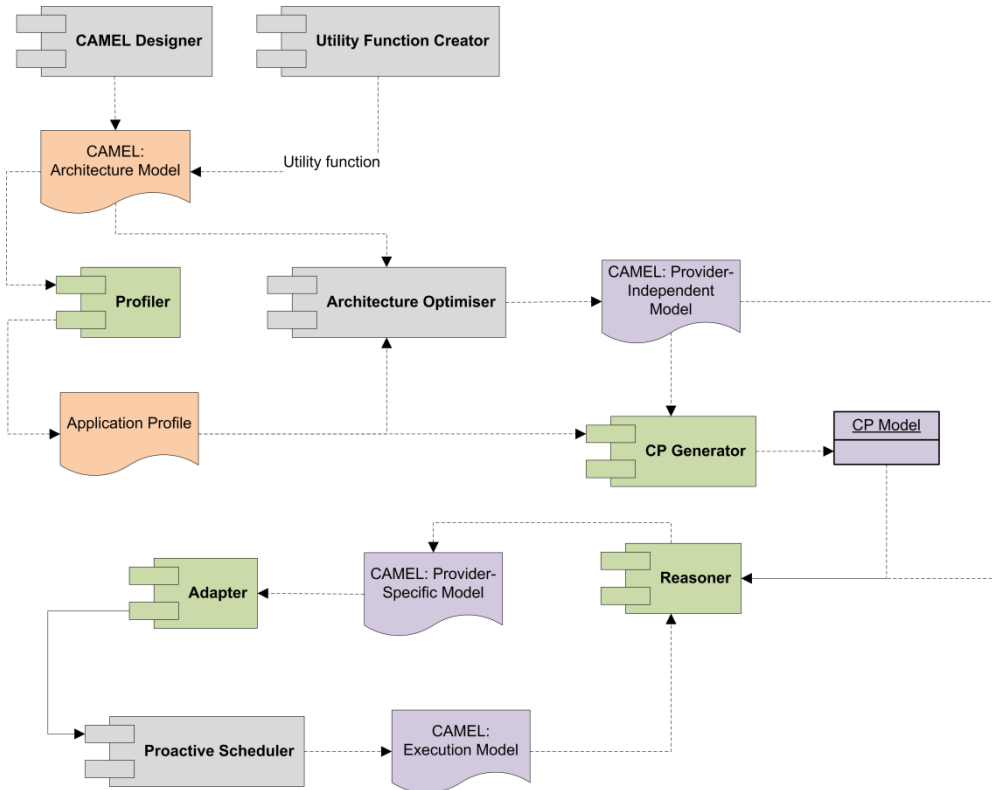 CAMEL Designer
Utility Function Creator
CAMEL:
Architecture Model
Utility function
Profiler
Architecture Optimiser
CAMEL: Provider-
Independent
Model
Application Profile
CP Generator
CP Model
Adapter
CAMEL: Provider-
Specific Model
Reasoner
Proactive Scheduler
CAMEL:
Execution Model